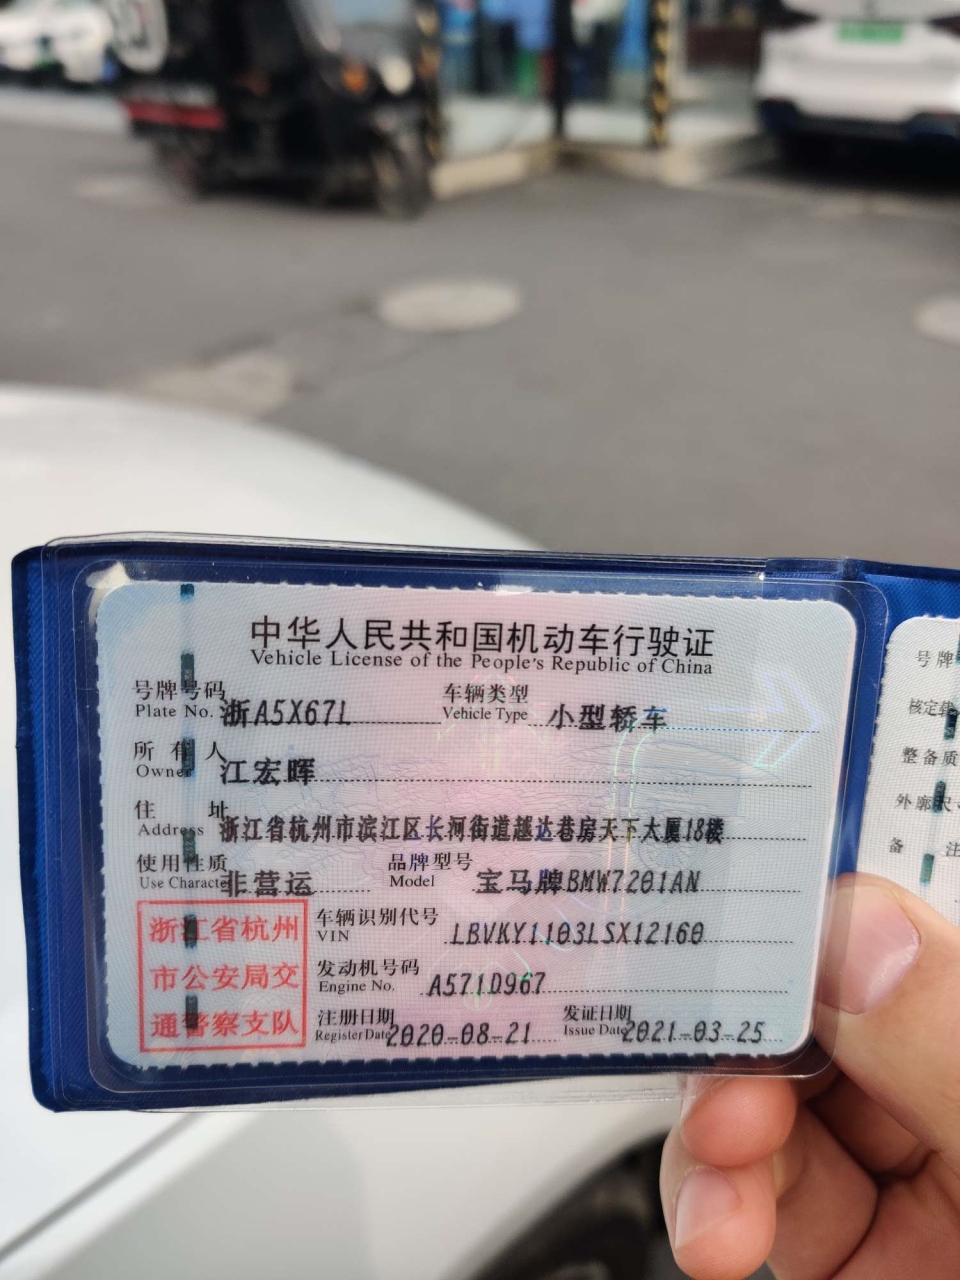 中华人民共和国机动车行驶证
Vehicle License of the People's Republic of China
号牌号码 浙A5X67L 车辆类型 小型轿车
Plate No. Vehicle Type
所有人 江宏晖
Owner
住址 浙江省杭州市滨江区长河街道越达巷房天下大厦18楼
Address
使用性质 非营运 品牌型号 宝马牌BMW7201AN
Use Character Model
浙江省杭州
市公安局交
通警察支队
车辆识别代号 LBVKY1103LSX12160
VIN
发动机号码 A571D967
Engine No.
注册日期 2020-08-21 发证日期 2021-03-25
Register Date Issue Date
号牌
核定载
整备质
外廓尺
备 注